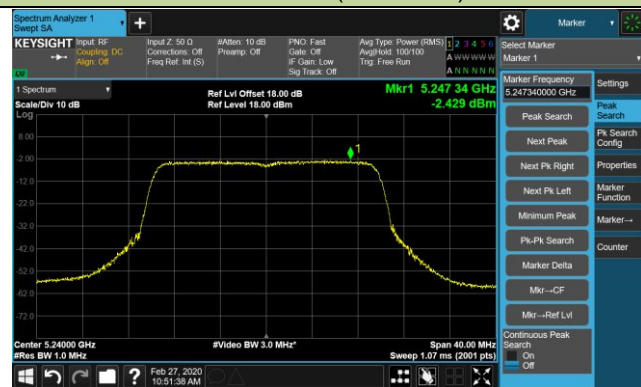 Spectrum Analyzer 1
Swept SA
+
Marker
KEYSIGHT
Input: RF
Coupling: DC
Align: Off
Input Z: 50 Ω
Corrections: Off
Freq Ref: Int (S)
#Atten: 10 dB
Preamp: Off
PNO: Fast
Gate: Off
IF Gain: Low
Sig Track: Off
Avg Type: Power (RMS)
Avg|Hold: 100/100
Trig: Free Run
1 2 3 4 5 6
A W W W W W
A N N N N N
Select Marker
Marker 1
1 Spectrum
Scale/Div 10 dB
Log
Ref Lvl Offset 18.00 dB
Ref Level 18.00 dBm
Mkr1 5.247 34 GHz
-2.429 dBm
8.00
-2.00
-12.0
-22.0
-32.0
-42.0
-52.0
-62.0
-72.0
1
Center 5.24000 GHz
#Res BW 1.0 MHz
#Video BW 3.0 MHz*
Span 40.00 MHz
Sweep 1.07 ms (2001 pts)
Marker Frequency
5.247340000 GHz
Peak Search
Next Peak
Next Pk Right
Next Pk Left
Minimum Peak
Pk-Pk Search
Marker Delta
Mkr→CF
Mkr→Ref Lvl
Continuous Peak
Search
On
Off
Settings
Peak
Search
Pk Search
Config
Properties
Marker
Function
Marker→
Counter
?
Feb 27, 2020
10:51:38 AM